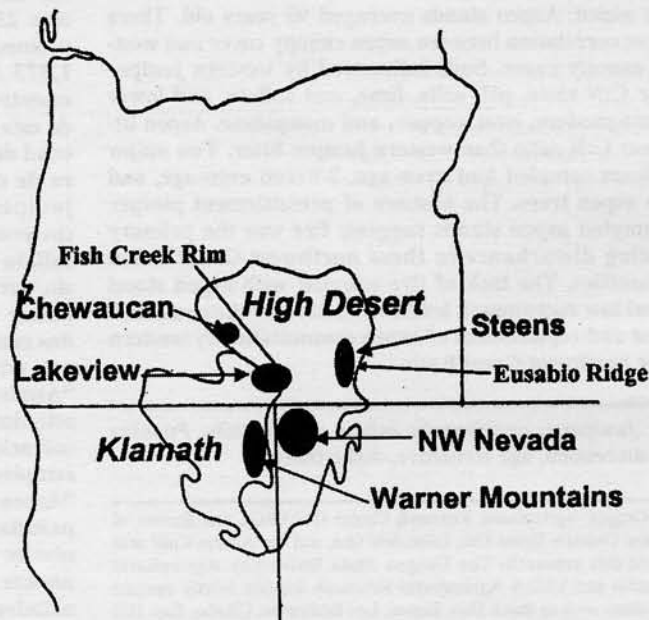 Fish Creek Rim
High Desert
Chewaucan
Steens
Lakeview
Eusabio Ridge
Klamath
NW Nevada
Warner Mountains